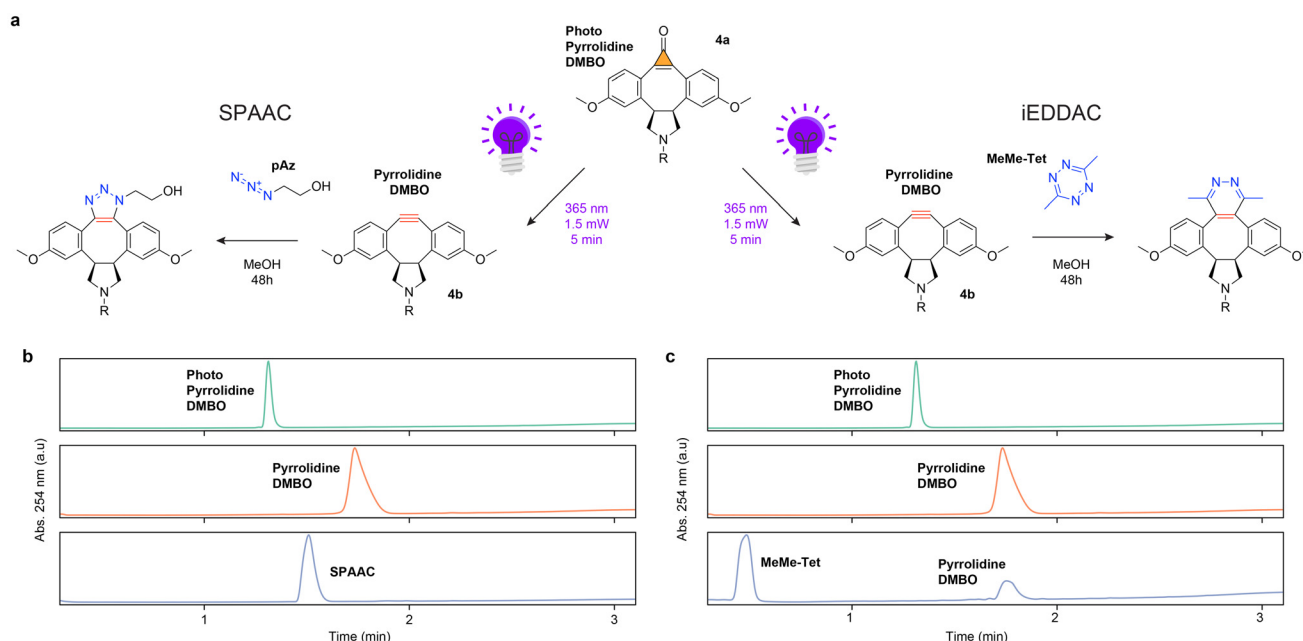 a
Photo
Pyrrolidine
DMBO
4a
O
O
O
N
R
SPAAC
iEDDAC
pAz
N⁻
N⁺
N
OH
Pyrrolidine
DMBO
MeMe-Tet
N
N
N
N
N
N
N
N
OH
365 nm
1.5 mW
5 min
365 nm
1.5 mW
5 min
N
N
O
O
N
R
MeOH
48h
O
O
N
R
4b
O
O
N
R
4b
MeOH
48h
O
O
N
R
b
Photo
Pyrrolidine
DMBO
Pyrrolidine
DMBO
SPAAC
Abs. 254 nm (a.u)
1
2
3
Time (min)
c
Photo
Pyrrolidine
DMBO
Pyrrolidine
DMBO
MeMe-Tet
Pyrrolidine
DMBO
Abs. 254 nm (a.u)
1
2
3
Time (min)